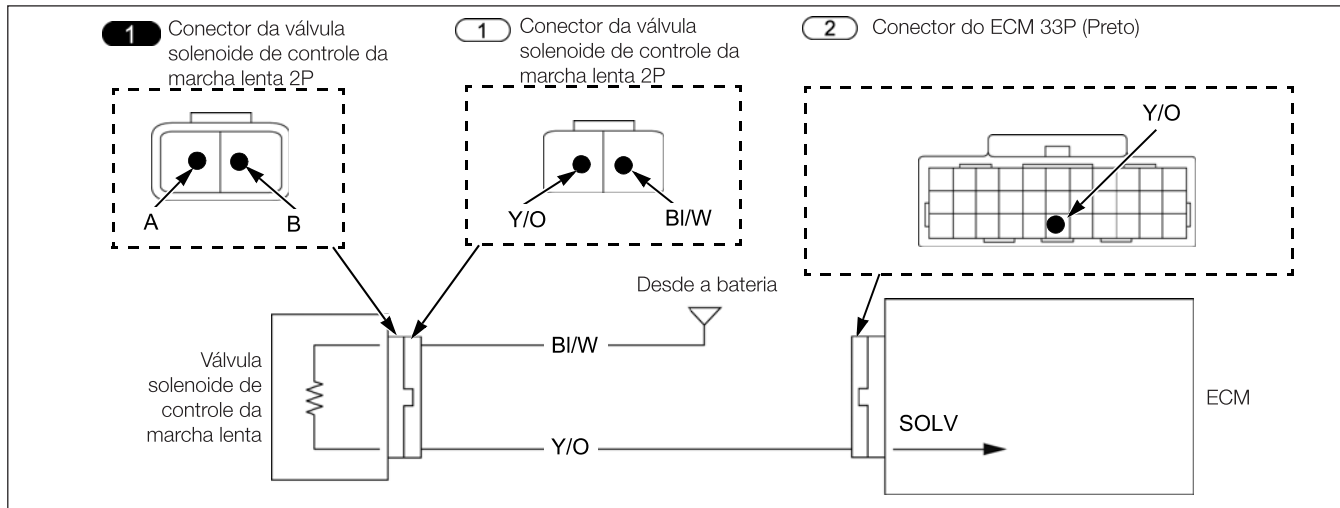 1
Conector da válvula
solenoide de controle da
marcha lenta 2P
1
Conector da válvula
solenoide de controle da
marcha lenta 2P
2
Conector do ECM 33P (Preto)
A
B
Y/O
Bl/W
Y/O
Desde a bateria
Válvula
solenoide de
controle da
marcha lenta
Bl/W
Y/O
SOLV
ECM